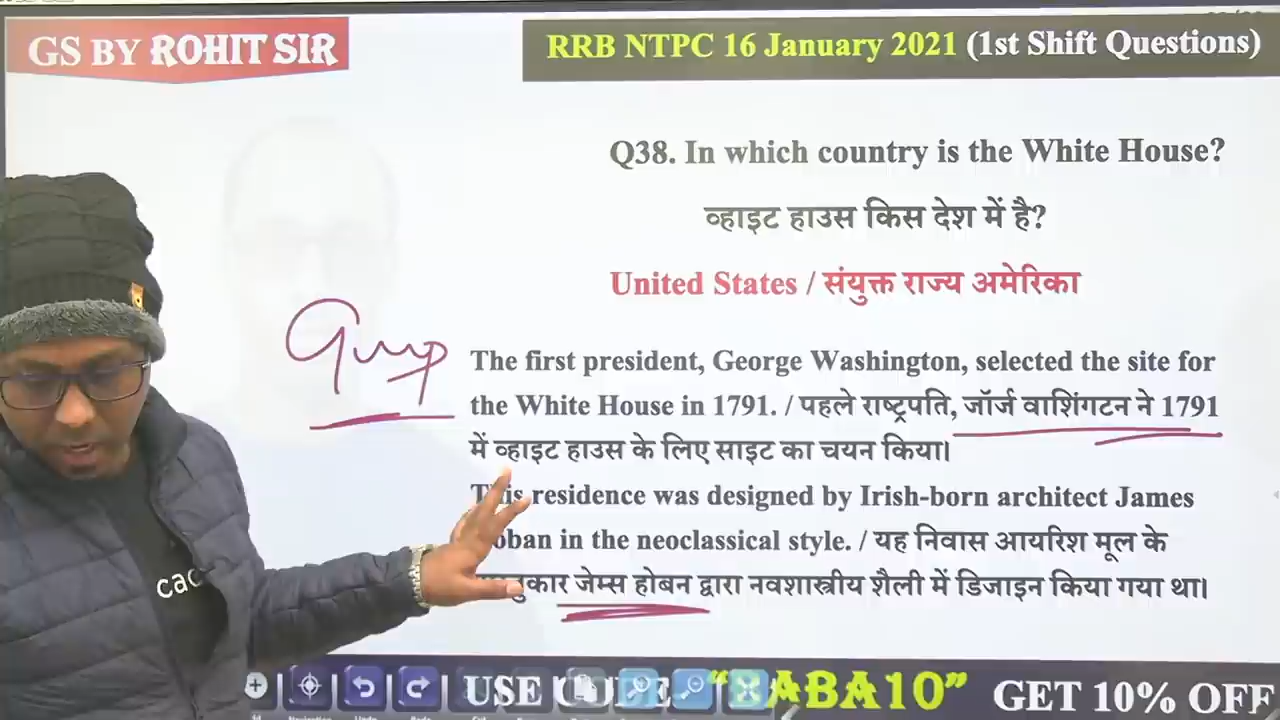 GS BY ROHIT SIR
RRB NTPC 16 January 2021 (1st Shift Questions)
Q38. In which country is the White House?
व्हाइट हाउस किस देश में है?
United States / संयुक्त राज्य अमेरिका
The first president, George Washington, selected the site for
the White House in 1791. / पहले राष्ट्रपति, जॉर्ज वाशिंगटन ने 1791
में व्हाइट हाउस के लिए साइट का चयन किया।
This residence was designed by Irish-born architect James
in the neoclassical style. / यह निवास आयरिश मूल के
जेम्स होबन द्वारा नवशास्त्रीय शैली में डिजाइन किया गया था।
USE CODE "BABA10" GET 10% OFF